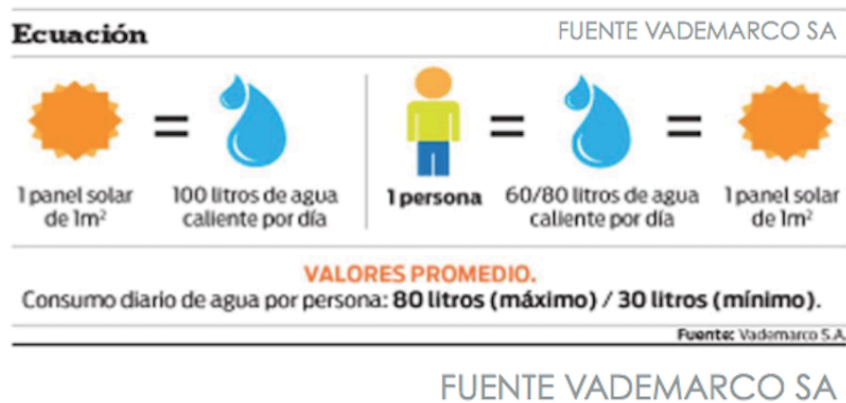 Ecuación
FUENTE VADEMARCO SA
=
=
=
1 panel solar
de 1m²
100 litros de agua
caliente por día
1 persona
60/80 litros de agua
caliente por día
1 panel solar
de 1m²
VALORES PROMEDIO.
Consumo diario de agua por persona: 80 litros (máximo) / 30 litros (mínimo).
Fuente: Vademarco S.A.
FUENTE VADEMARCO SA